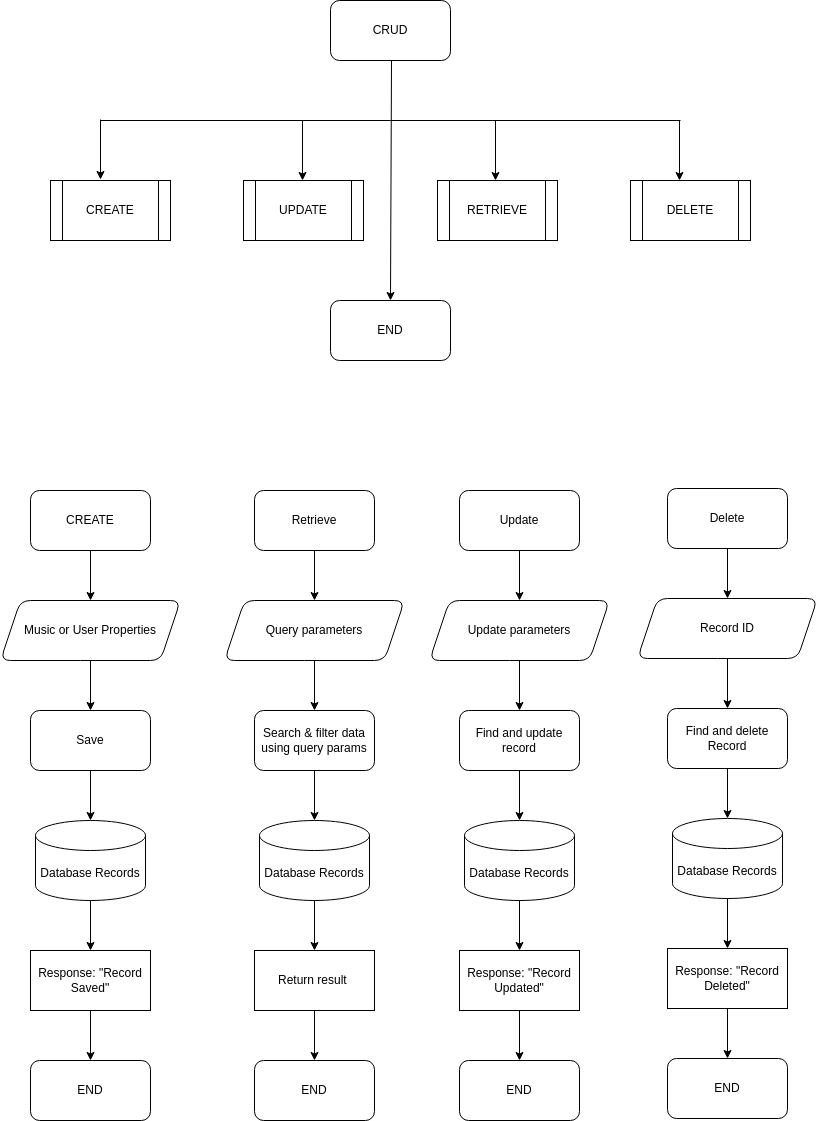 CRUD
CREATE
UPDATE
RETRIEVE
DELETE
END
CREATE
Retrieve
Update
Delete
Music or User Properties
Query parameters
Update parameters
Record ID
Save
Search & filter data
using query params
Find and update
record
Find and delete
Record
Database Records
Database Records
Database Records
Database Records
Response: "Record
Saved"
Return result
Response: "Record
Updated"
Response: "Record
Deleted"
END
END
END
END